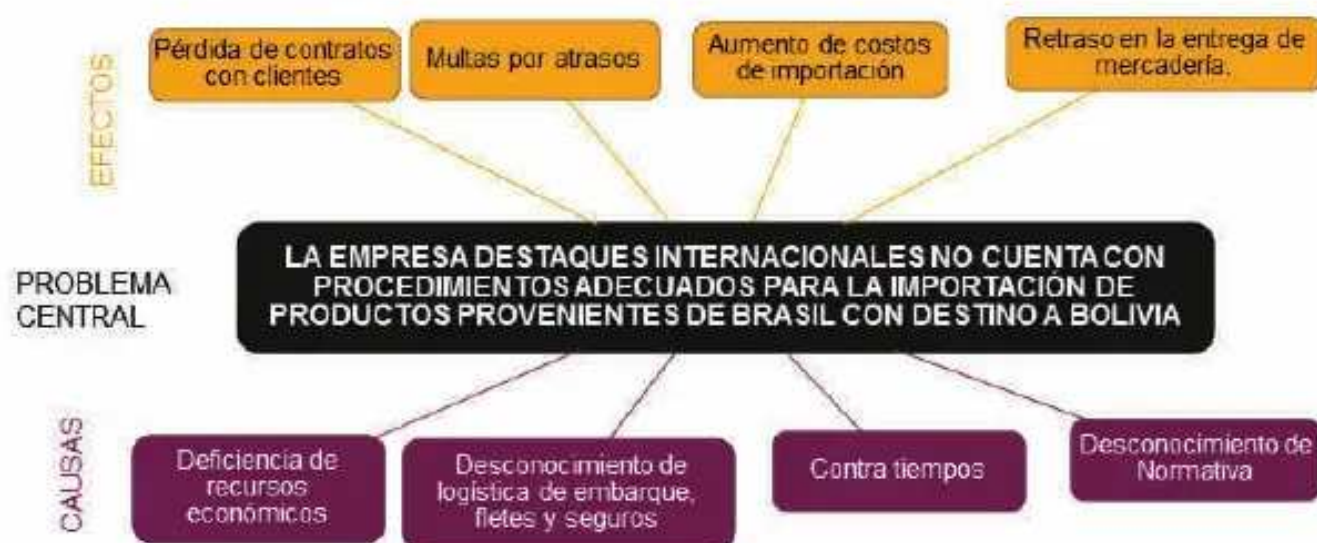 EFECTOS
Pérdida de contratos
con clientes
Multas por atrasos
Aumento de costos
de importación
Retraso en la entrega de
mercadería.
PROBLEMA
CENTRAL
LA EMPRESA DESTAQUES INTERNACIONALES NO CUENTA CON
PROCEDIMIENTOS ADECUADOS PARA LA IMPORTACIÓN DE
PRODUCTOS PROVENIENTES DE BRASIL CON DESTINO A BOLIVIA
CAUSAS
Deficiencia de
recursos
económicos
Desconocimiento de
logística de embarque,
fletes y seguros
Contra tiempos
Desconocimiento de
Normativa